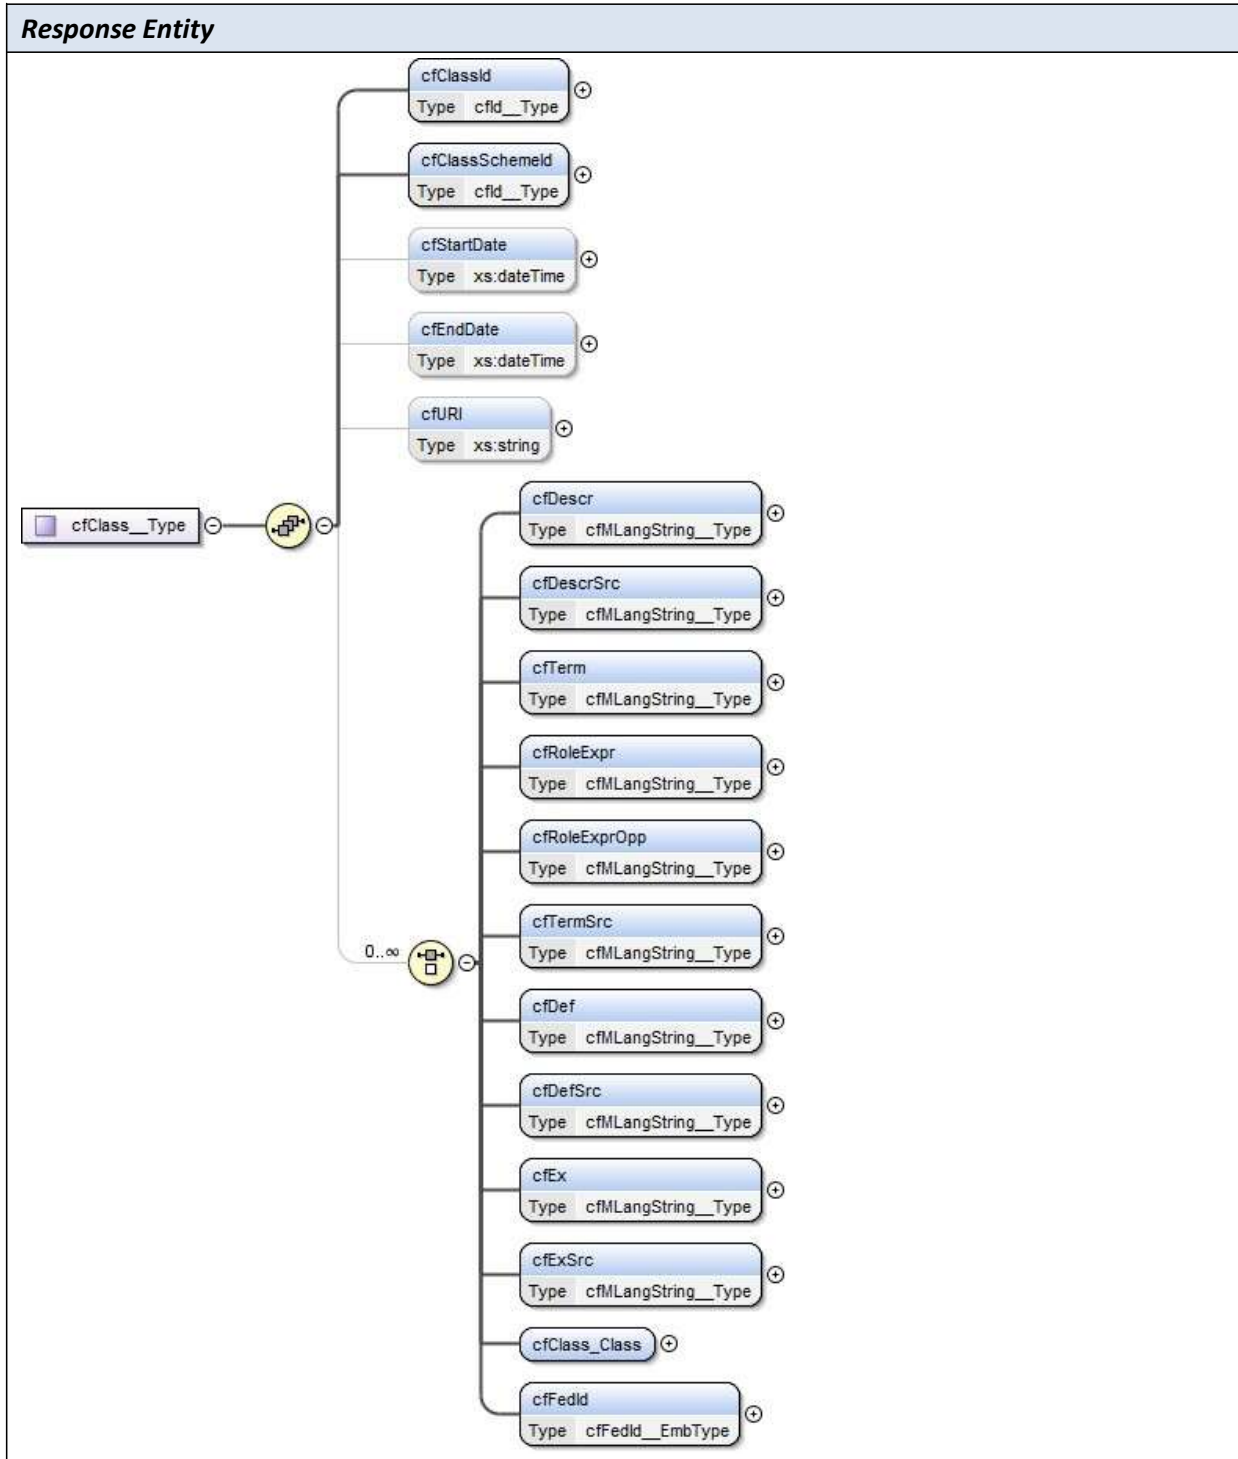 Response Entity
cfClassId
Type cfId__Type
cfClassSchemeId
Type cfId__Type
cfStartDate
Type xs:dateTime
cfEndDate
Type xs:dateTime
cfURI
Type xs:string
cfClass__Type
0..∞
cfDescr
Type cfMLangString__Type
cfDescrSrc
Type cfMLangString__Type
cfTerm
Type cfMLangString__Type
cfRoleExpr
Type cfMLangString__Type
cfRoleExprOpp
Type cfMLangString__Type
cfTermSrc
Type cfMLangString__Type
cfDef
Type cfMLangString__Type
cfDefSrc
Type cfMLangString__Type
cfEx
Type cfMLangString__Type
cfExSrc
Type cfMLangString__Type
cfClass_Class
cfFedId
Type cfFedId__EmbType